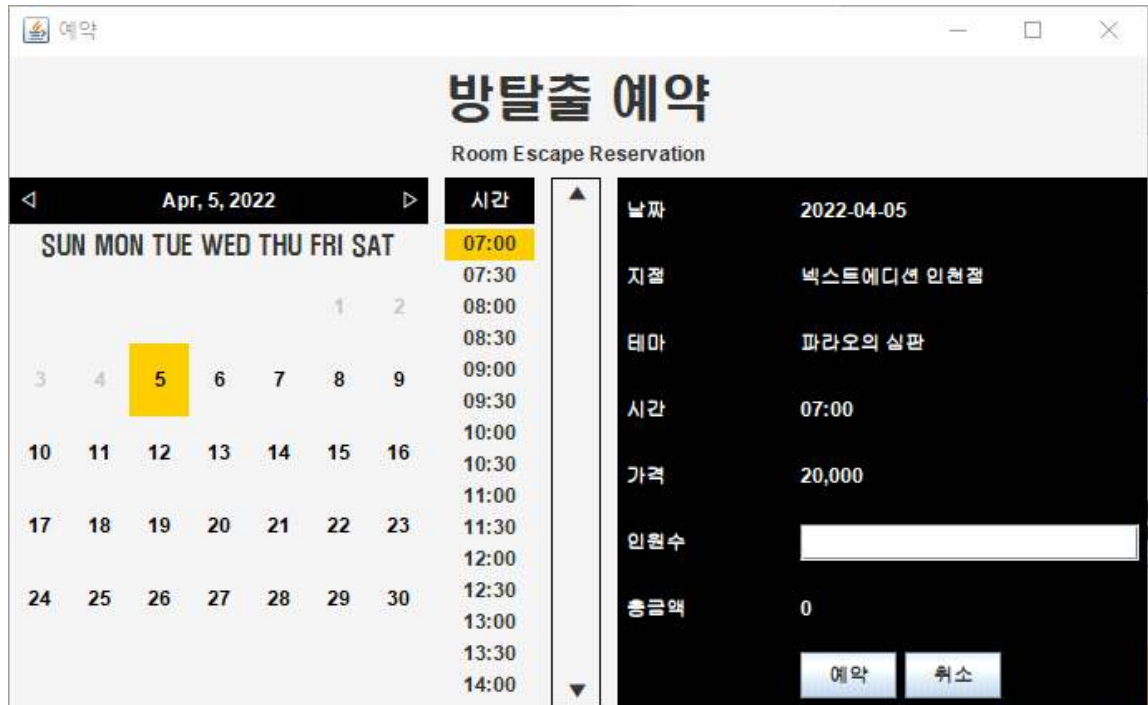 예약
방탈출 예약
Room Escape Reservation
◁ Apr, 5, 2022 ▷
SUN MON TUE WED THU FRI SAT
1 2
3 4 5 6 7 8 9
10 11 12 13 14 15 16
17 18 19 20 21 22 23
24 25 26 27 28 29 30
시간
07:00
07:30
08:00
08:30
09:00
09:30
10:00
10:30
11:00
11:30
12:00
12:30
13:00
13:30
14:00
날짜 2022-04-05
지점 넥스트에디션 인천점
테마 파라오의 심판
시간 07:00
가격 20,000
인원수
총금액 0
예약 취소